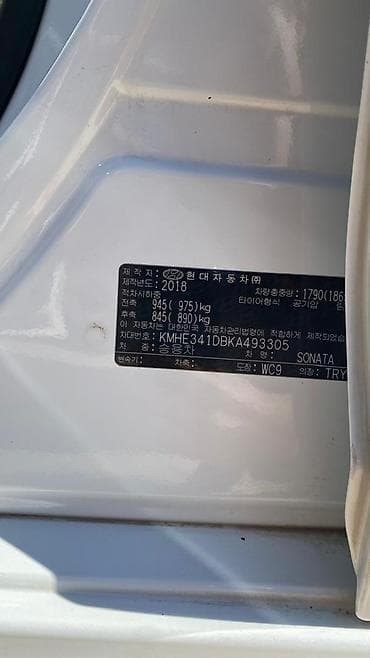 제작자 : 현대자동차㈜
제작년도 : 2018 차량총중량 : 1790(186
적차시하중 타이어형식 공기압
전축 945( 975)kg
후축 845( 890)kg
이 자동차는 대한민국 자동차관리법령에 적합하게 제작되었습
차대번호 : KMHE341DBKA493305
차 종 : 승용차 차 명 : SONATA
변속기 : 차축 : 도장 : WC9 의장 : TRY